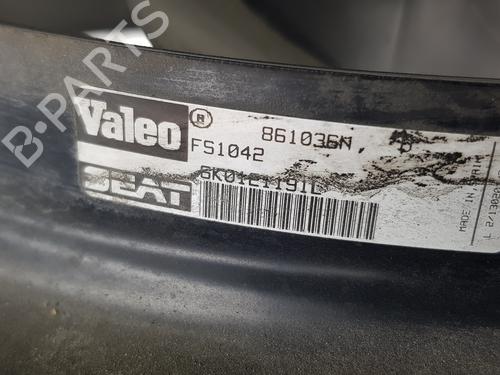 B-PARTS
Valeo ® 861036N
FS1042
SEAT 6K0121191L
MADE IN SPAIN